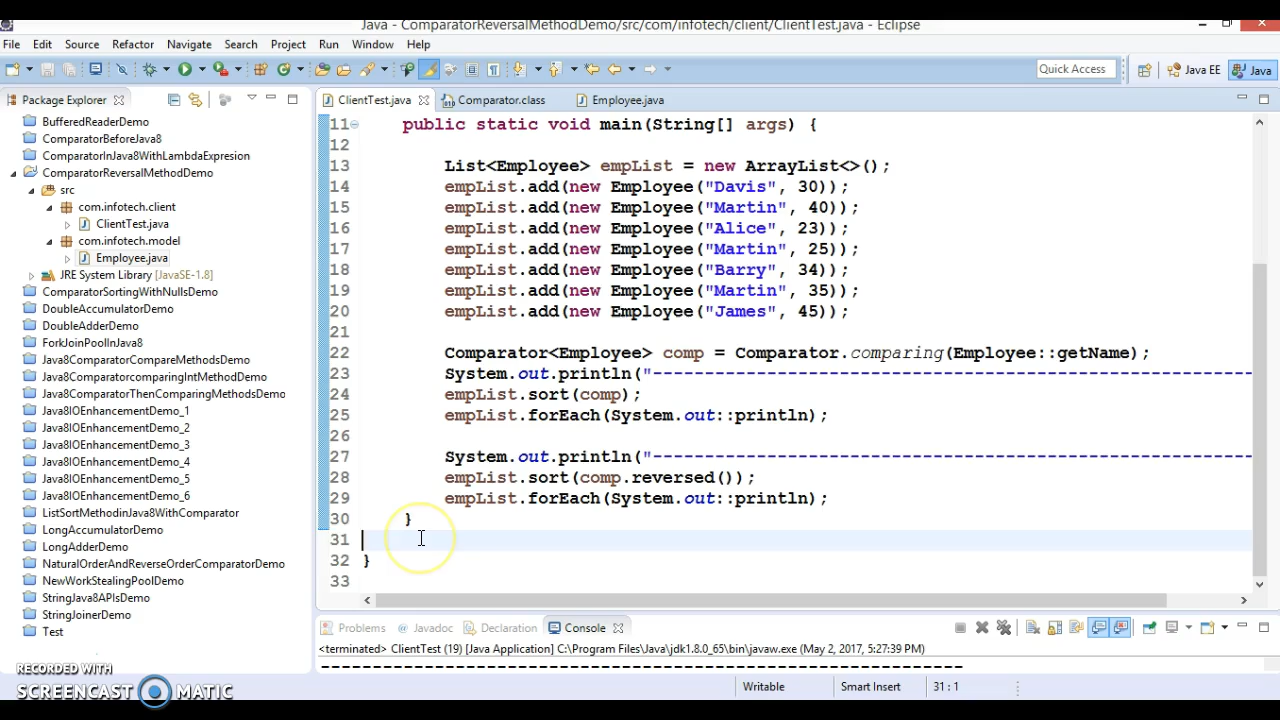 Java - ComparatorReversalMethodDemo/src/com/infotech/client/ClientTest.java - Eclipse
File Edit Source Refactor Navigate Search Project Run Window Help
Quick Access Java EE Java
Package Explorer
BufferedReaderDemo
ComparatorBeforeJava8
ComparatorInJava8WithLambdaExpresion
ComparatorReversalMethodDemo
src
com.infotech.client
ClientTest.java
com.infotech.model
Employee.java
JRE System Library [JavaSE-1.8]
ComparatorSortingWithNullsDemo
DoubleAccumulatorDemo
DoubleAdderDemo
ForkJoinPoolInJava8
Java8ComparatorCompareMethodsDemo
Java8ComparatorcomparingIntMethodDemo
Java8ComparatorThenComparingMethodsDemo
Java8IOEnhancementDemo_1
Java8IOEnhancementDemo_2
Java8IOEnhancementDemo_3
Java8IOEnhancementDemo_4
Java8IOEnhancementDemo_5
Java8IOEnhancementDemo_6
ListSortMethodinJava8WithComparator
LongAccumulatorDemo
LongAdderDemo
NaturalOrderAndReverseOrderComparatorDemo
NewWorkStealingPoolDemo
StringJava8APIsDemo
StringJoinerDemo
Test
ClientTest.java Comparator.class Employee.java
11 public static void main(String[] args) {
12
13 List<Employee> empList = new ArrayList<>();
14 empList.add(new Employee("Davis", 30));
15 empList.add(new Employee("Martin", 40));
16 empList.add(new Employee("Alice", 23));
17 empList.add(new Employee("Martin", 25));
18 empList.add(new Employee("Barry", 34));
19 empList.add(new Employee("Martin", 35));
20 empList.add(new Employee("James", 45));
21
22 Comparator<Employee> comp = Comparator.comparing(Employee::getName);
23 System.out.println("----------------------------------------------------------
24 empList.sort(comp);
25 empList.forEach(System.out::println);
26
27 System.out.println("----------------------------------------------------------
28 empList.sort(comp.reversed());
29 empList.forEach(System.out::println);
30 }
31
32 }
33
Problems Javadoc Declaration Console
<terminated> ClientTest (19) [Java Application] C:\Program Files\Java\jdk1.8.0_65\bin\javaw.exe (May 2, 2017, 5:27:39 PM)
-----------------------------------------------------------------
Writable Smart Insert 31 : 1
RECORDED WITH
SCREENCAST MATIC